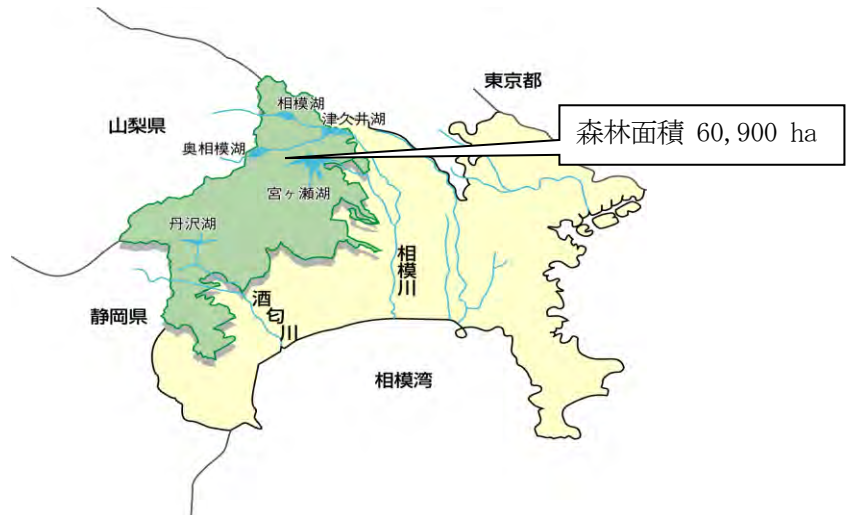 東京都
相模湖
津久井湖
山梨県
森林面積 60,900 ha
奥相模湖
宮ヶ瀬湖
丹沢湖
相模川
酒匂川
静岡県
相模湾